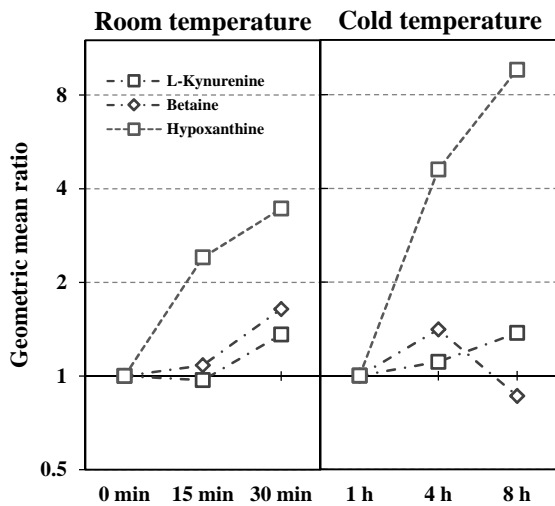 Room temperature
Cold temperature
L-Kynurenine
Betaine
Hypoxanthine
Geometric mean ratio
8
4
2
1
0.5
0 min 15 min 30 min 1 h 4 h 8 h